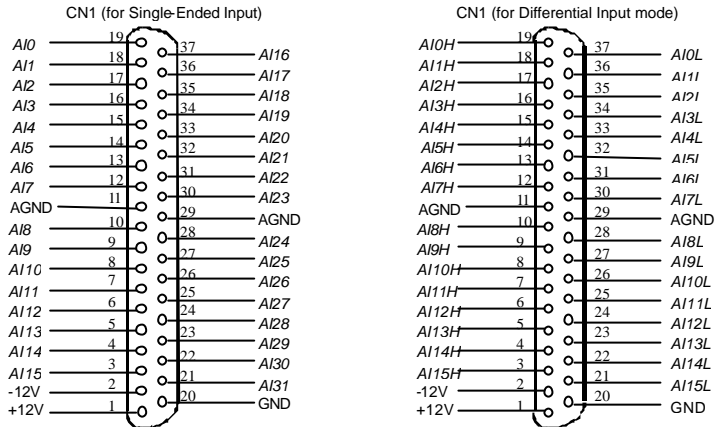 CN1 (for Single-Ended Input)
AI0 19 37 AI16
AI1 18 36 AI17
AI2 17 35 AI18
AI3 16 34 AI19
AI4 15 33 AI20
AI5 14 32 AI21
AI6 13 31 AI22
AI7 12 30 AI23
AGND 11 29 AGND
AI8 10 28 AI24
AI9 9 27 AI25
AI10 8 26 AI26
AI11 7 25 AI27
AI12 6 24 AI28
AI13 5 23 AI29
AI14 4 22 AI30
AI15 3 21 AI31
-12V 2 20 GND
+12V 1
CN1 (for Differential Input mode)
AI0H 19 37 AI0L
AI1H 18 36 AI1L
AI2H 17 35 AI2L
AI3H 16 34 AI3L
AI4H 15 33 AI4L
AI5H 14 32 AI5L
AI6H 13 31 AI6L
AI7H 12 30 AI7L
AGND 11 29 AGND
AI8H 10 28 AI8L
AI9H 9 27 AI9L
AI10H 8 26 AI10L
AI11H 7 25 AI11L
AI12H 6 24 AI12L
AI13H 5 23 AI13L
AI14H 4 22 AI14L
AI15H 3 21 AI15L
-12V 2 20 GND
+12V 1